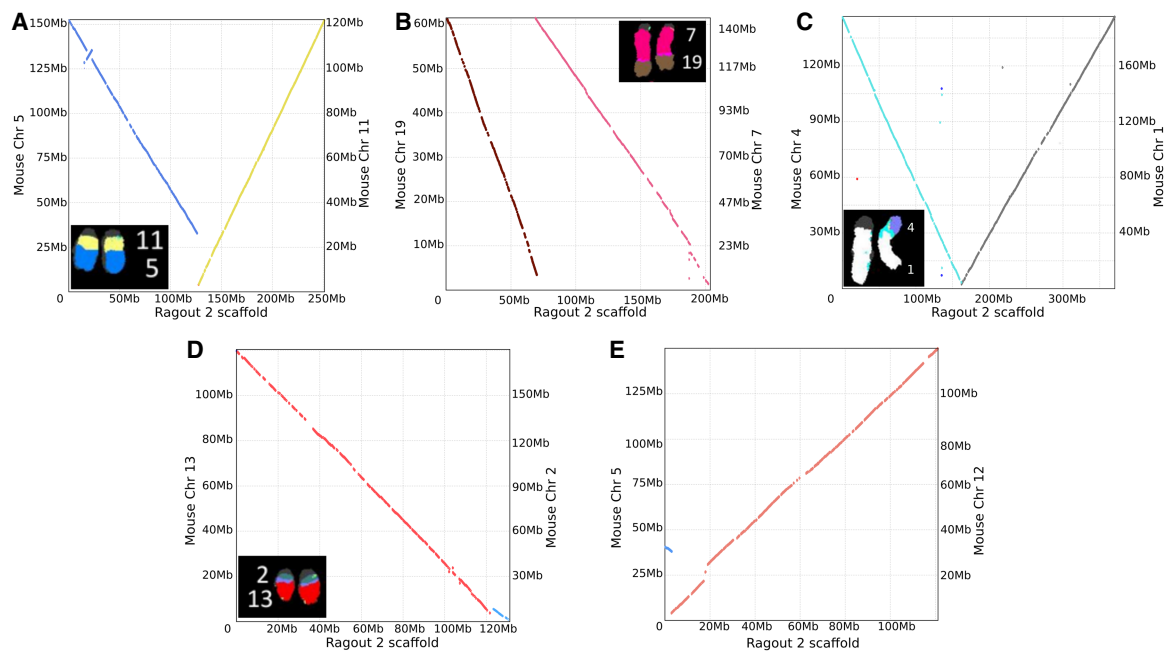 A
150Mb
125Mb
100Mb
75Mb
50Mb
25Mb
Mouse Chr 5
120Mb
100Mb
80Mb
60Mb
40Mb
20Mb
Mouse Chr 11
11
5
0 50Mb 100Mb 150Mb 200Mb 250Mb
Ragout 2 scaffold
B
60Mb
50Mb
40Mb
30Mb
20Mb
10Mb
Mouse Chr 19
140Mb
117Mb
93Mb
70Mb
47Mb
23Mb
Mouse Chr 7
7
19
0 50Mb 100Mb 150Mb 200Mb
Ragout 2 scaffold
C
120Mb
90Mb
60Mb
30Mb
Mouse Chr 4
160Mb
120Mb
80Mb
40Mb
Mouse Chr 1
4
1
0 100Mb 200Mb 300Mb
Ragout 2 scaffold
D
100Mb
80Mb
60Mb
40Mb
20Mb
Mouse Chr 13
150Mb
120Mb
90Mb
60Mb
30Mb
Mouse Chr 2
2
13
0 20Mb 40Mb 60Mb 80Mb 100Mb 120Mb
Ragout 2 scaffold
E
125Mb
100Mb
75Mb
50Mb
25Mb
Mouse Chr 5
100Mb
80Mb
60Mb
40Mb
20Mb
Mouse Chr 12
0 20Mb 40Mb 60Mb 80Mb 100Mb
Ragout 2 scaffold